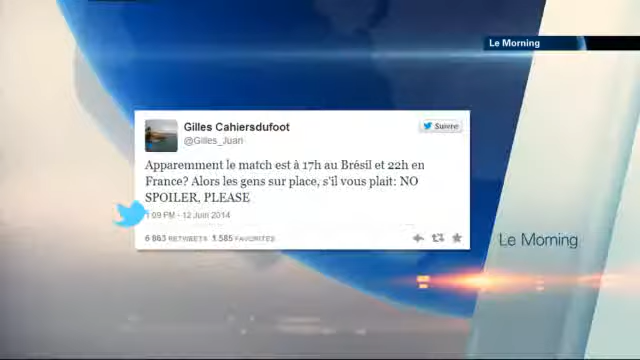 Le Morning
Gilles Cahiersdufoot
@Gilles_Juan
Suivre
Apparemment le match est à 17h au Brésil et 22h en
France? Alors les gens sur place, s'il vous plait: NO
SPOILER, PLEASE
1:09 PM - 12 Juin 2014
6 863 RETWEETS 1 585 FAVORITES
Le Morning